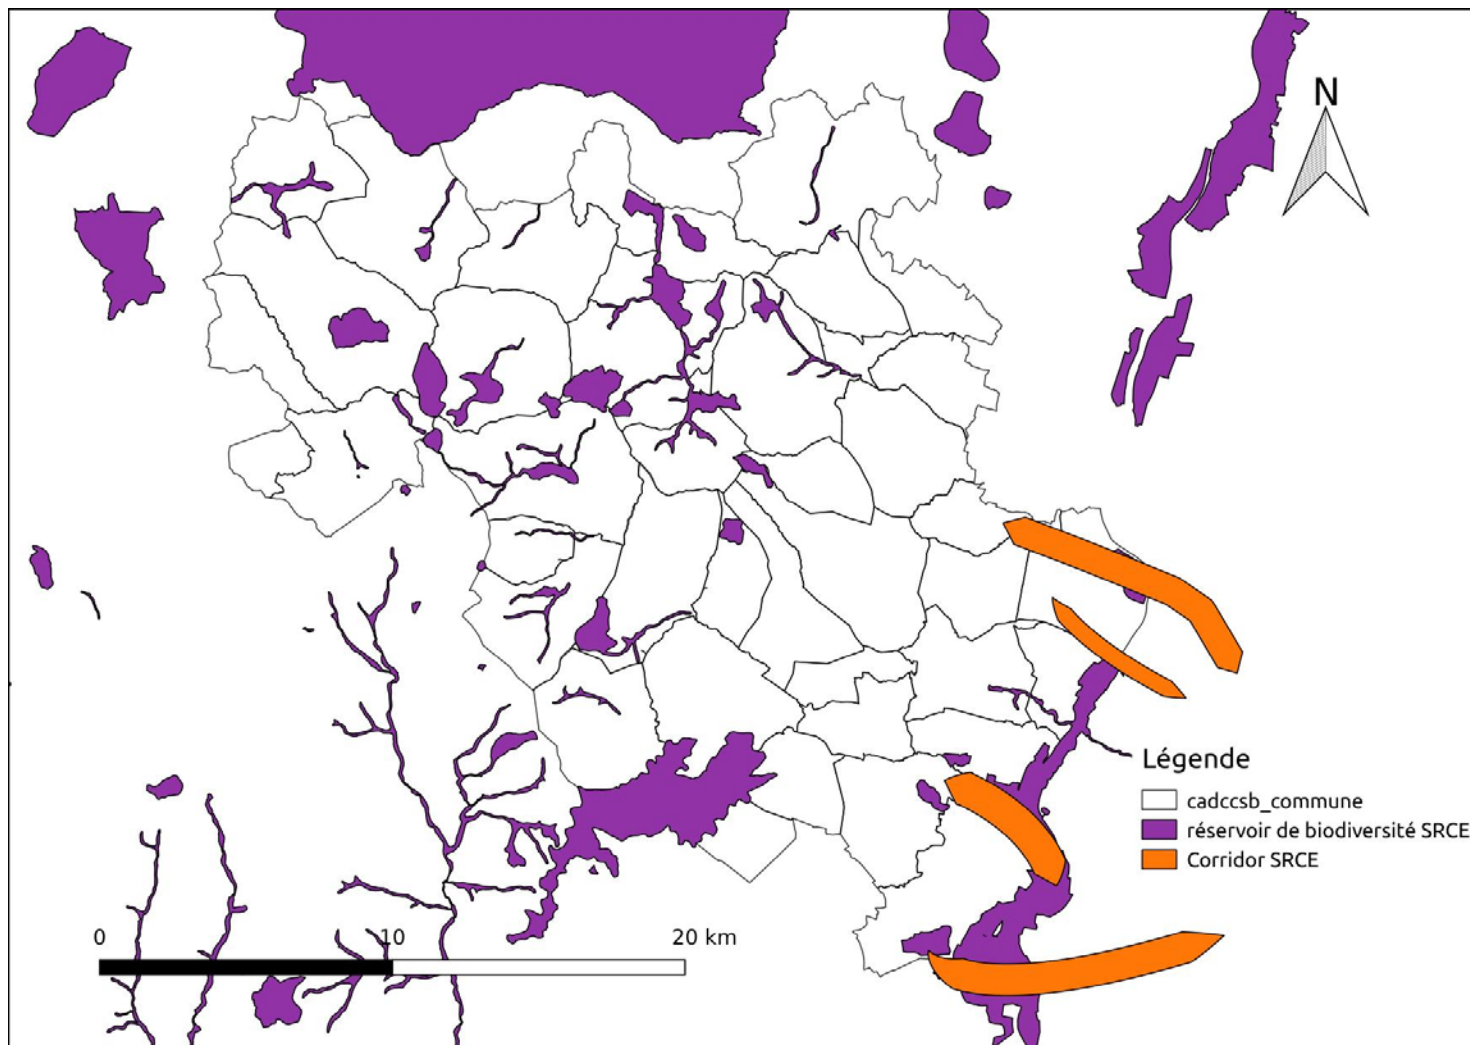 N
Légende
cadccsb_commune
réservoir de biodiversité SRCE
Corridor SRCE
0 10 20 km